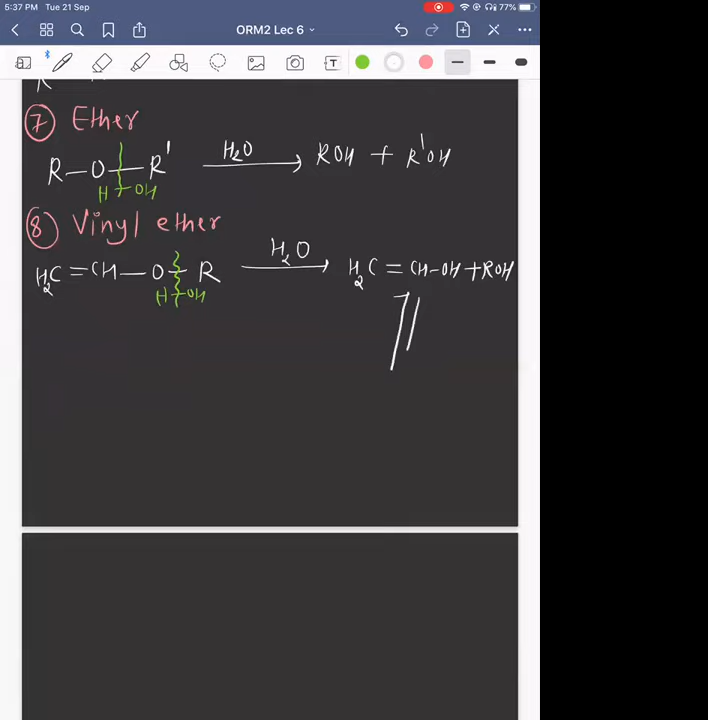 5:37 PM Tue 21 Sep 77%
ORM2 Lec 6
T
7 Ether
R-O-R' H2O ROH + R'OH
H OH
8 Vinyl ether
H2C=CH-O-R H2O H2C=CH-OH+ROH
H-OH